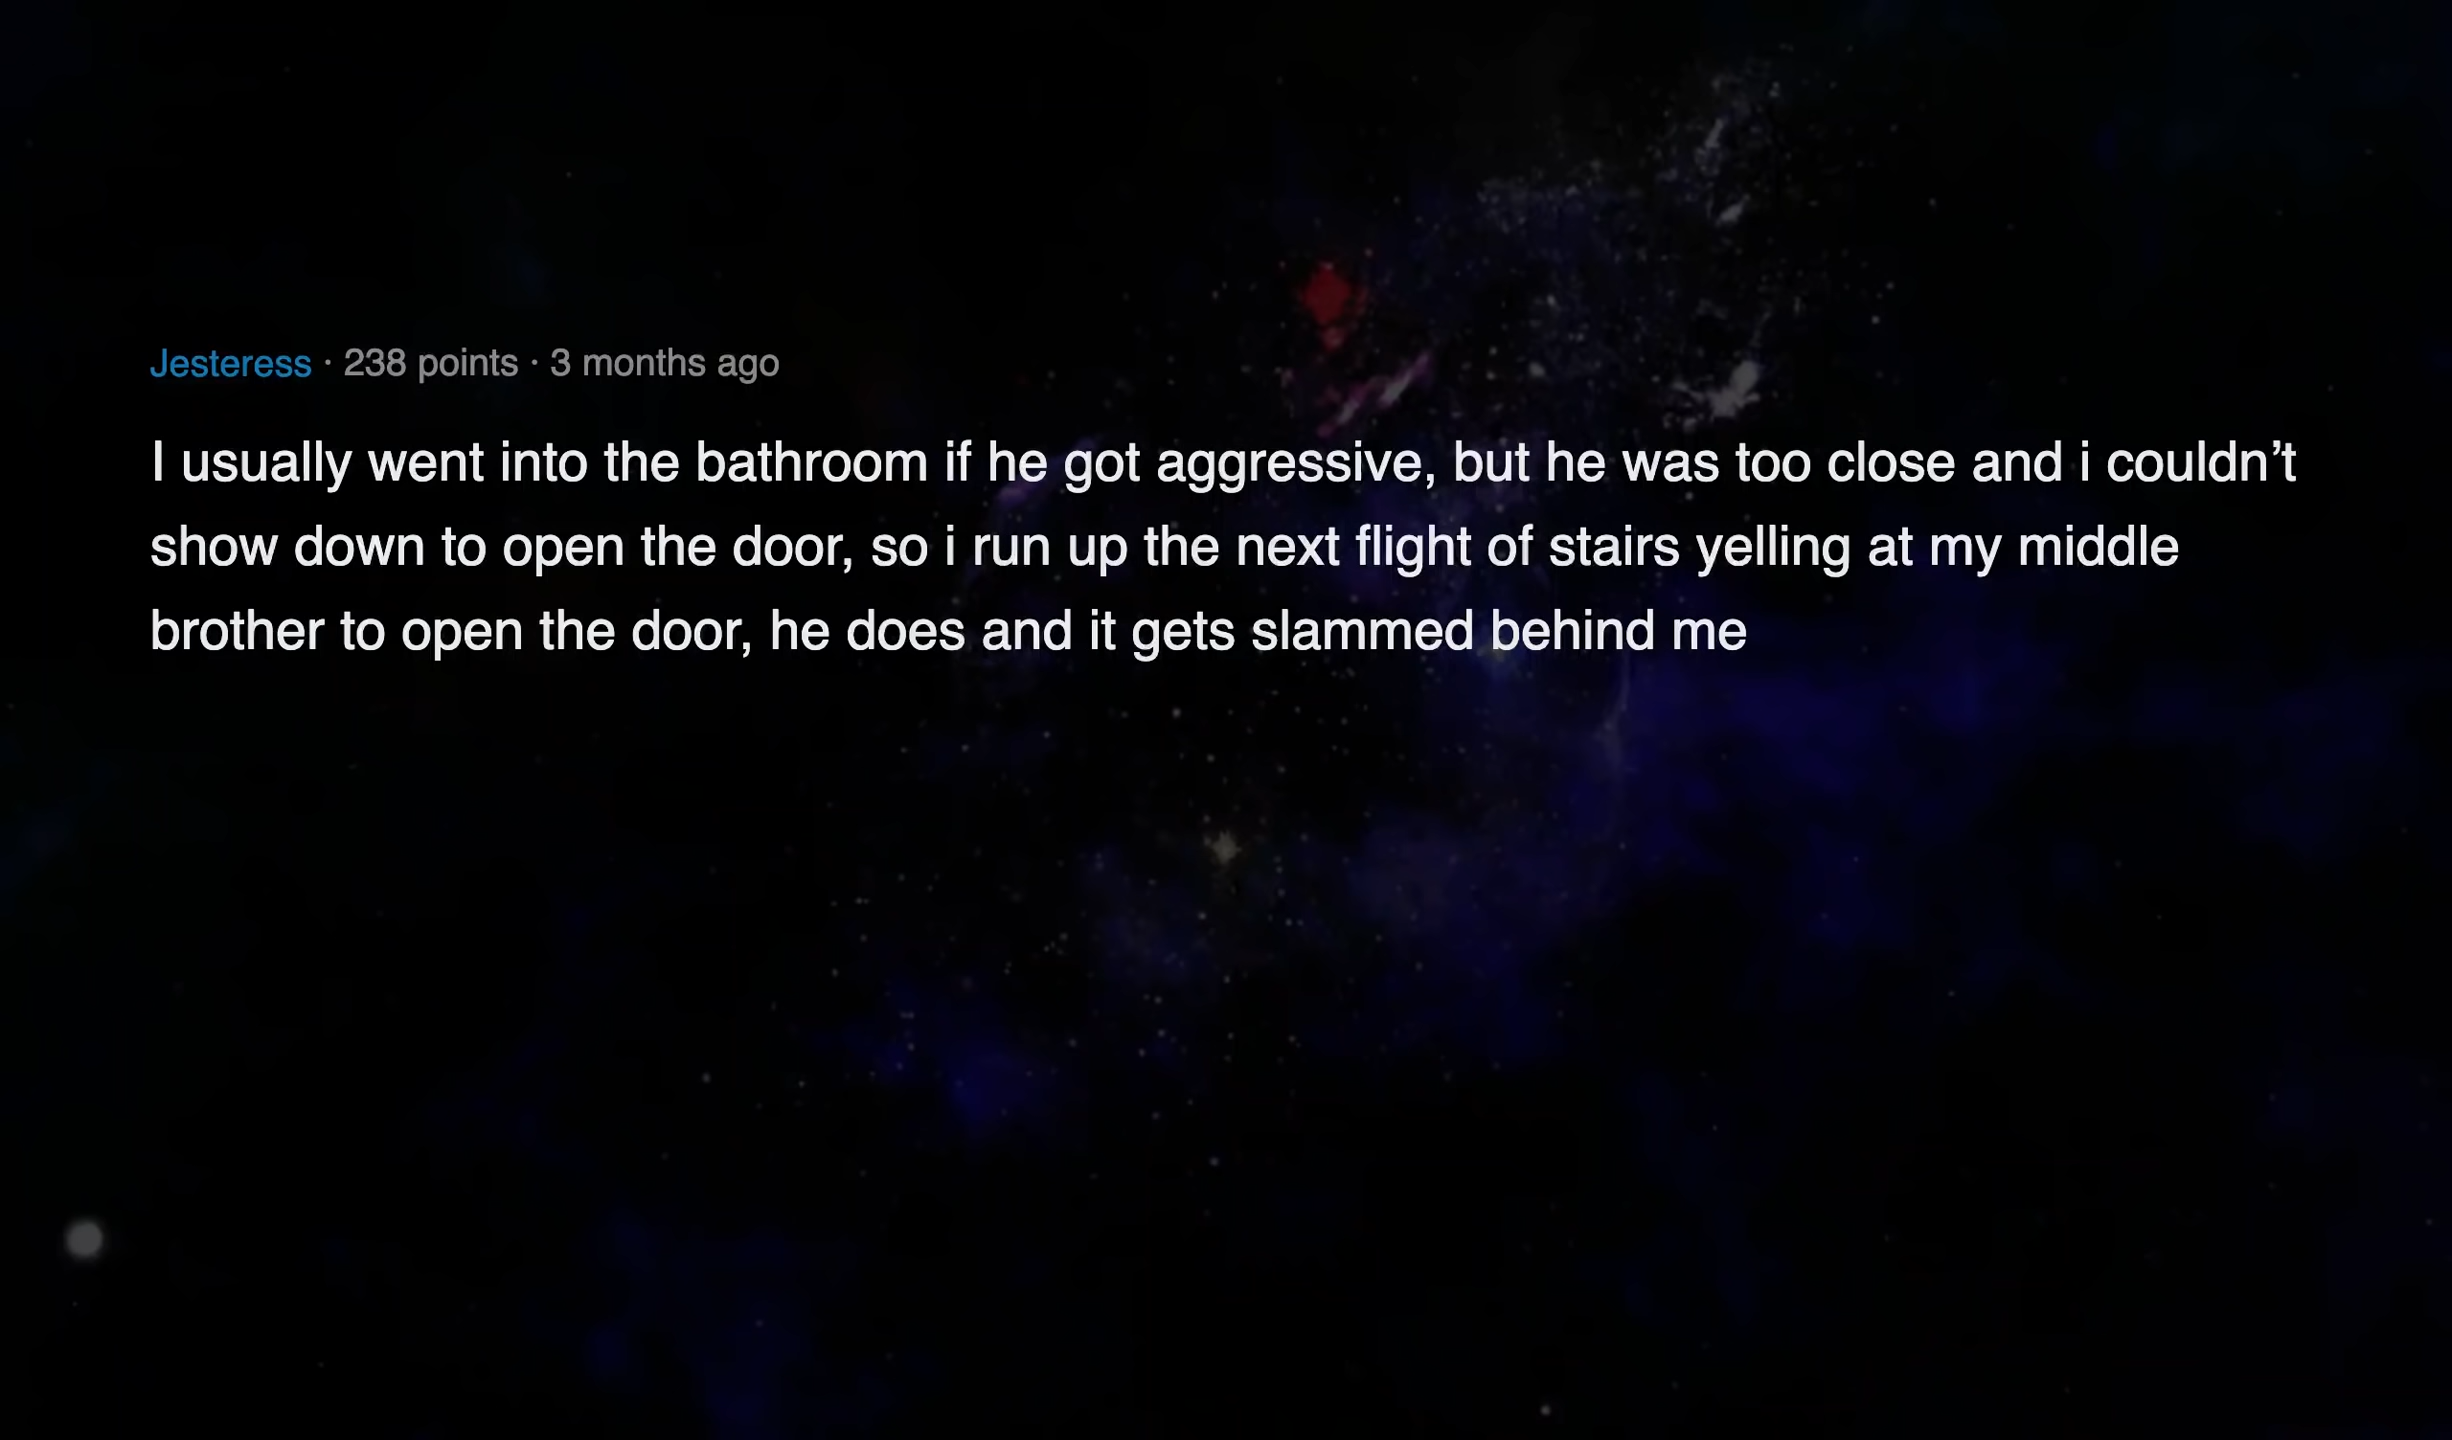 Jesteress · 238 points · 3 months ago
I usually went into the bathroom if he got aggressive, but he was too close and i couldn’t
show down to open the door, so i run up the next flight of stairs yelling at my middle
brother to open the door, he does and it gets slammed behind me